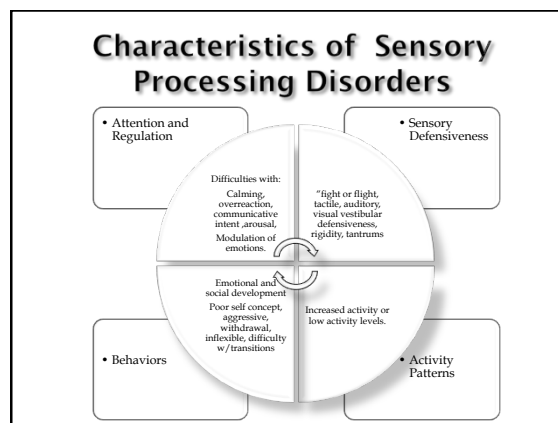 Characteristics of Sensory
Processing Disorders
• Attention and
Regulation
• Sensory
Defensiveness
Difficulties with:
Calming,
overreaction,
communicative
intent ,arousal,
Modulation of
emotions.
"fight or flight,
tactile, auditory,
visual vestibular
defensiveness,
rigidity, tantrums
Emotional and
social development
Poor self concept,
aggressive,
withdrawal,
inflexible, difficulty
w/transitions
Increased activity or
low activity levels.
• Behaviors
• Activity
Patterns